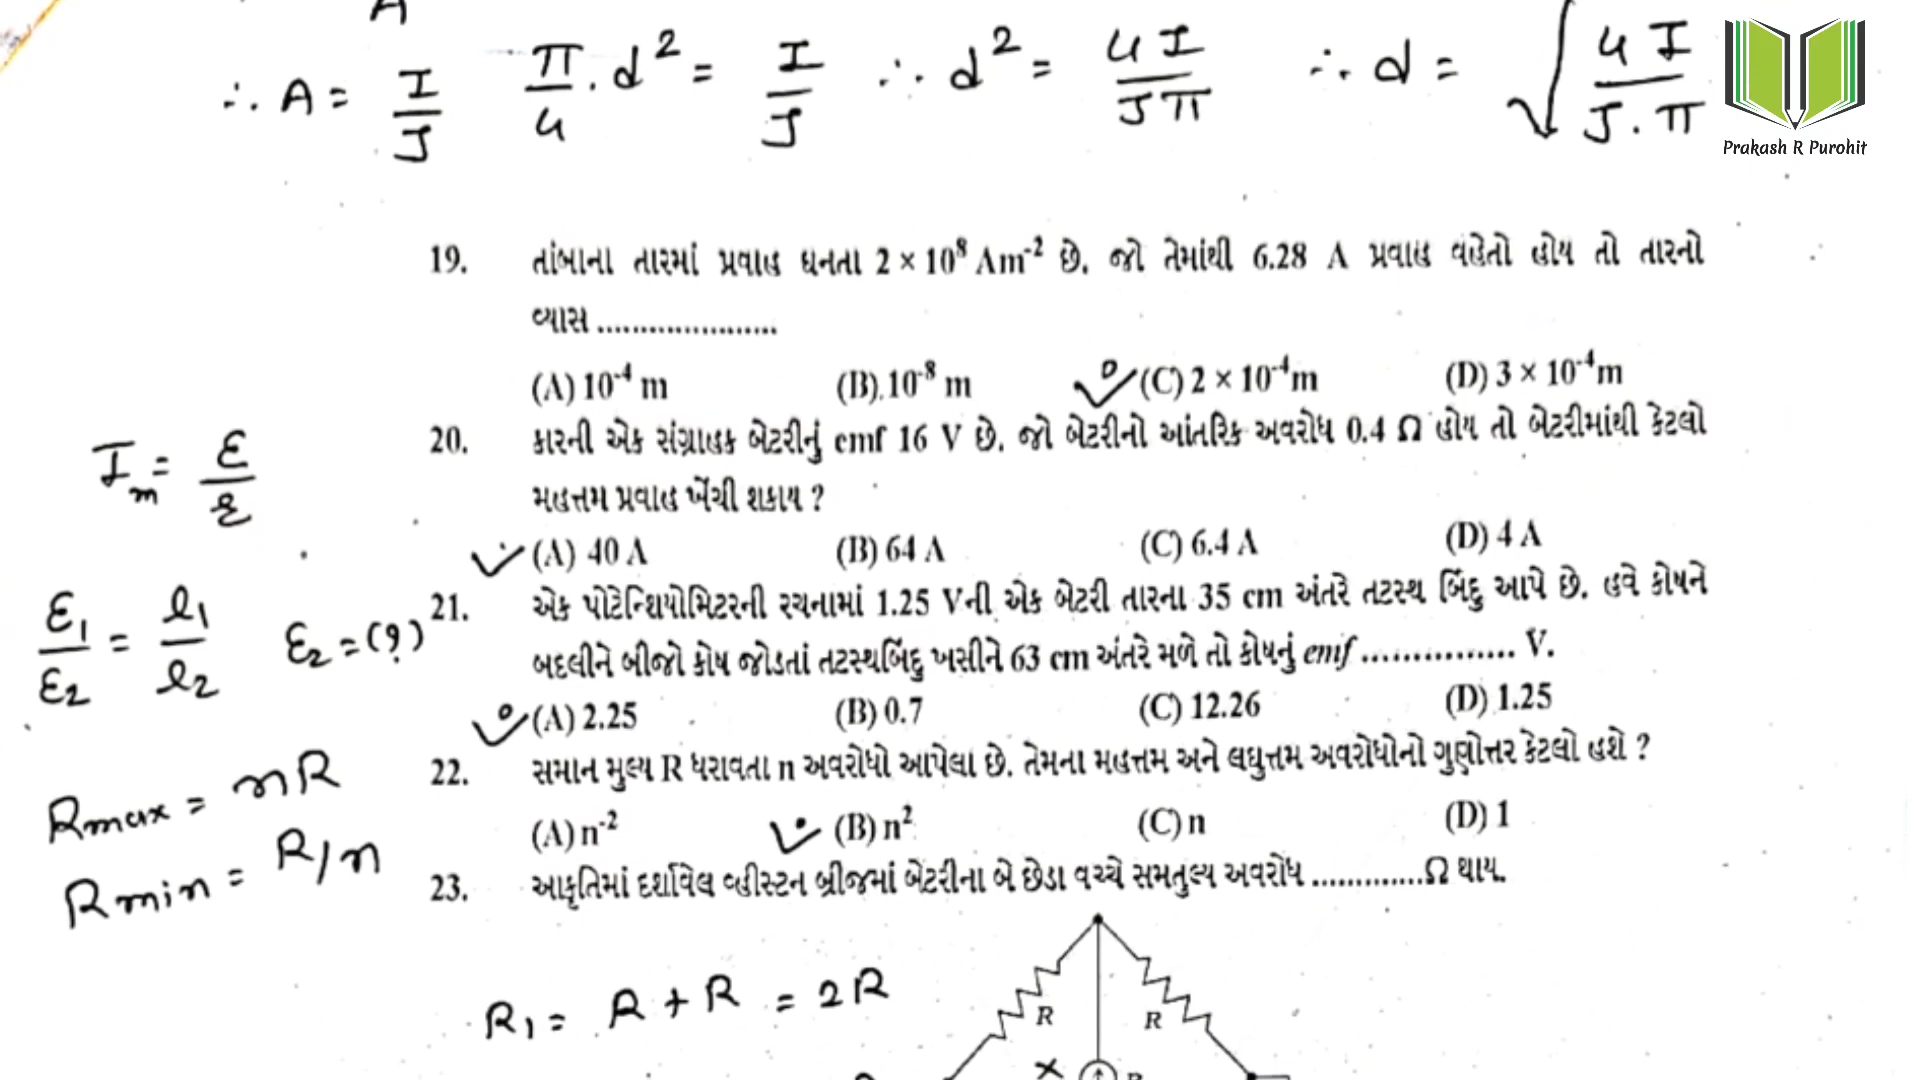 A
∴ A = I/J π/4 . d² = I/J ∴ d² = 4I/Jπ ∴ d = √4I/J.π
Prakash R Purohit
19. તાંબાના તારમાં પ્રવાહ ઘનતા 2 × 10⁸ Am⁻² છે. જો તેમાંથી 6.28 A પ્રવાહ વહેતો હોય તો તારનો
વ્યાસ .....................
(A) 10⁻⁴ m (B) 10⁻⁸ m (C) 2 × 10⁻⁴m (D) 3 × 10⁻⁴m
20. કારની એક સંગ્રાહક બેટરીનું emf 16 V છે. જો બેટરીનો આંતરિક અવરોધ 0.4 Ω હોય તો બેટરીમાંથી કેટલો
મહત્તમ પ્રવાહ ખેંચી શકાય ?
Iₘ = ε/r
(A) 40 A (B) 64 A (C) 6.4 A (D) 4 A
21. એક પોટેન્શિયોમિટરની રચનામાં 1.25 Vની એક બેટરી તારના 35 cm અંતરે તટસ્થ બિંદુ આપે છે. હવે કોષને
બદલીને બીજો કોષ જોડતાં તટસ્થબિંદુ ખસીને 63 cm અંતરે મળે તો કોષનું emf ............... V.
ε₁/ε₂ = l₁/l₂ ε₂ = (?)
(A) 2.25 (B) 0.7 (C) 12.26 (D) 1.25
22. સમાન મુલ્ય R ધરાવતા n અવરોધો આપેલા છે. તેમના મહત્તમ અને લઘુત્તમ અવરોધોનો ગુણોત્તર કેટલો હશે ?
Rmax = nR
(A) n⁻² (B) n² (C) n (D) 1
Rmin = R/n
23. આકૃતિમાં દર્શાવેલ વ્હીસ્ટન બ્રીજમાં બેટરીના બે છેડા વચ્ચે સમતુલ્ય અવરોધ .............Ω થાય.
R₁ = R + R = 2R
R R
×